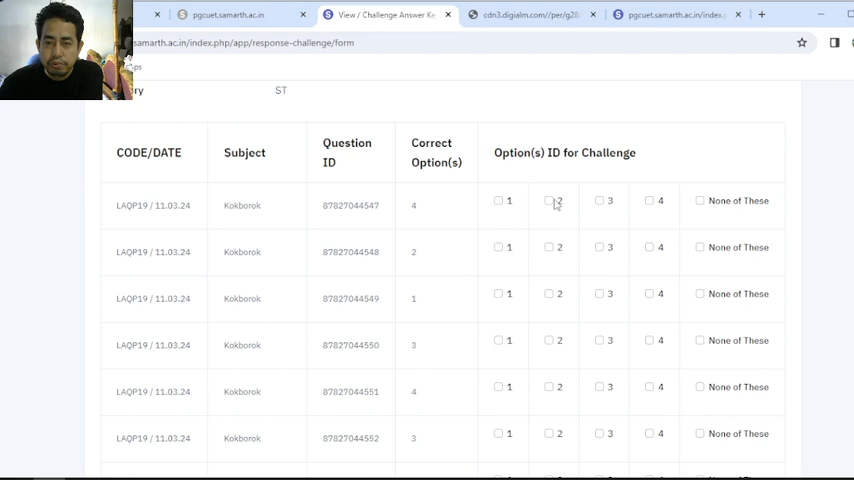 pgcuet.samarth.ac.in
View / Challenge Answer Ke
cdn3.digialm.com//per/g28/
pgcuet.samarth.ac.in/index.p
samarth.ac.in/index.php/app/response-challenge/form
ST
CODE/DATE Subject Question ID Correct Option(s) Option(s) ID for Challenge
LAQP19 / 11.03.24 Kokborok 87827044547 4 1 2 3 4 None of These
LAQP19 / 11.03.24 Kokborok 87827044548 2 1 2 3 4 None of These
LAQP19 / 11.03.24 Kokborok 87827044549 1 1 2 3 4 None of These
LAQP19 / 11.03.24 Kokborok 87827044550 3 1 2 3 4 None of These
LAQP19 / 11.03.24 Kokborok 87827044551 4 1 2 3 4 None of These
LAQP19 / 11.03.24 Kokborok 87827044552 3 1 2 3 4 None of These